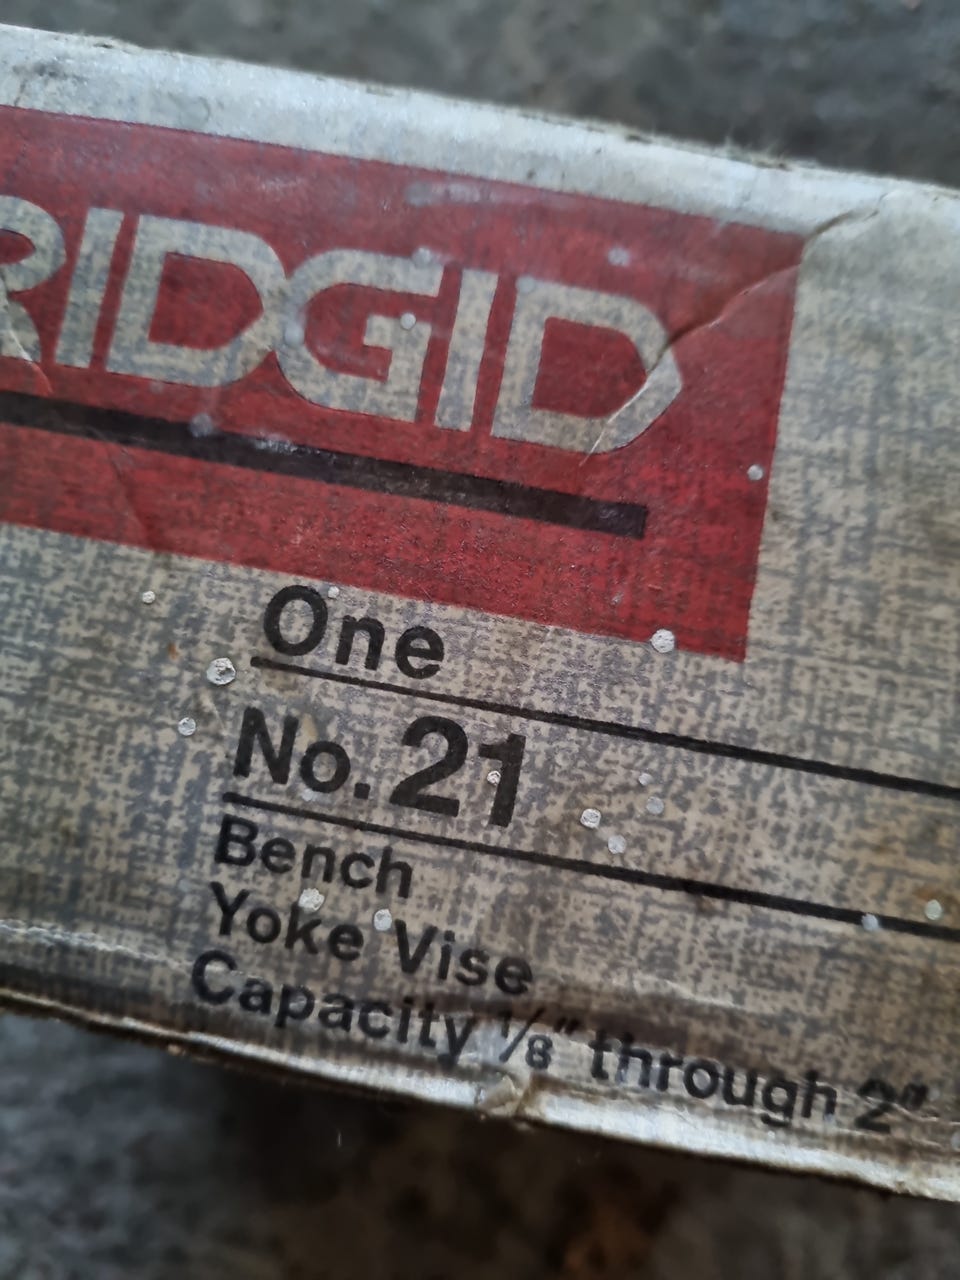 RIDGID
One
No. 21
Bench
Yoke Vise
Capacity 1/8" through 2"